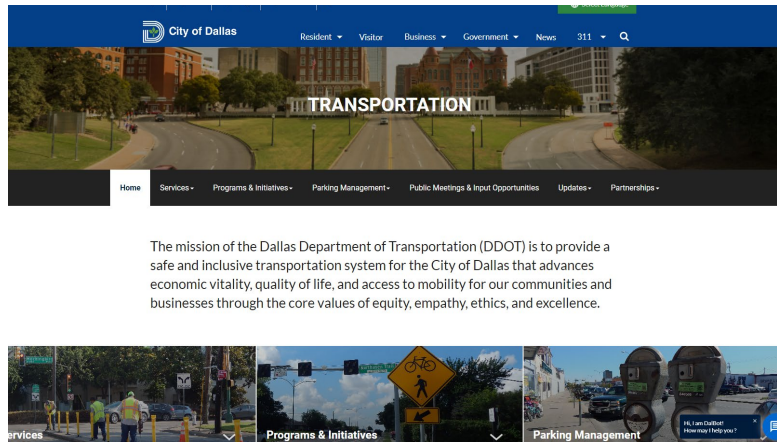 City of Dallas
Resident
Visitor
Business
Government
News
311
TRANSPORTATION
Home
Services
Programs & Initiatives
Parking Management
Public Meetings & Input Opportunities
Updates
Partnerships
The mission of the Dallas Department of Transportation (DDOT) is to provide a
safe and inclusive transportation system for the City of Dallas that advances
economic vitality, quality of life, and access to mobility for our communities and
businesses through the core values of equity, empathy, ethics, and excellence.
ervices
Programs & Initiatives
Parking Management
Hi, I am DalBot!
How may I help you ?